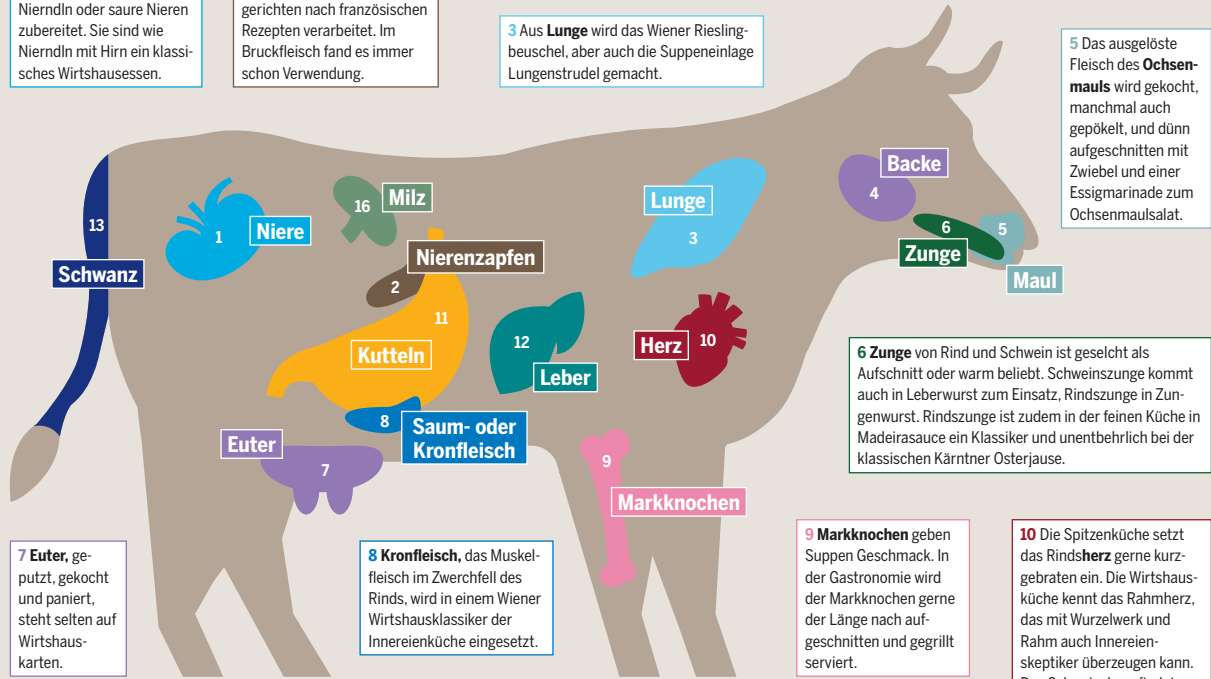 Nierndln oder saure Nieren
zubereitet. Sie sind wie
Nierndln mit Hirn ein klassi-
sches Wirtshausessen.
gerichten nach französischen
Rezepten verarbeitet. Im
Bruckfleisch fand es immer
schon Verwendung.
3 Aus Lunge wird das Wiener Riesling-
beuschel, aber auch die Suppeneinlage
Lungenstrudel gemacht.
5 Das ausgelöste
Fleisch des Ochsen-
mauls wird gekocht,
manchmal auch
gepökelt, und dünn
aufgeschnitten mit
Zwiebel und einer
Essigmarinade zum
Ochsenmaulsalat.
13
Schwanz
1
Niere
16
Milz
Nierenzapfen
2
11
Kutteln
12
Leber
8
Saum- oder
Kronfleisch
Euter
7
Lunge
3
Herz
10
9
Markknochen
Backe
4
6
Zunge
5
Maul
6 Zunge von Rind und Schwein ist geselcht als
Aufschnitt oder warm beliebt. Schweinszunge kommt
auch in Leberwurst zum Einsatz, Rindszunge in Zun-
genwurst. Rindszunge ist zudem in der feinen Küche in
Madeirasauce ein Klassiker und unentbehrlich bei der
klassischen Kärntner Osterjause.
7 Euter, ge-
putzt, gekocht
und paniert,
steht selten auf
Wirtshaus-
karten.
8 Kronfleisch, das Muskel-
fleisch im Zwerchfell des
Rinds, wird in einem Wiener
Wirtshausklassiker der
Innereienküche eingesetzt.
9 Markknochen geben
Suppen Geschmack. In
der Gastronomie wird
der Markknochen gerne
der Länge nach auf-
geschnitten und gegrillt
serviert.
10 Die Spitzenküche setzt
das Rindsherz gerne kurz-
gebraten ein. Die Wirtshaus-
küche kennt das Rahmherz,
das mit Wurzelwerk und
Rahm auch Innereien-
skeptiker überzeugen kann.